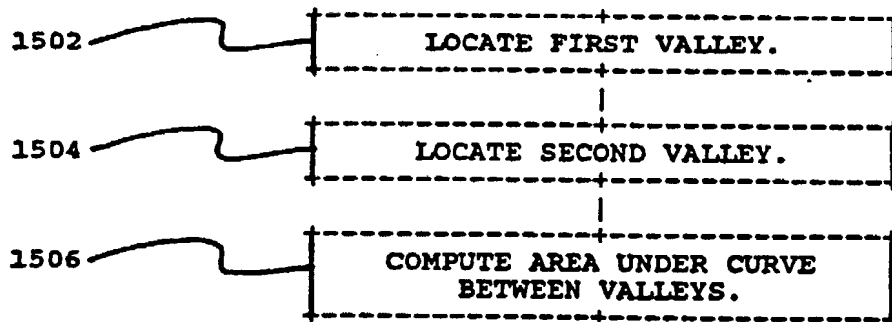 1502 LOCATE FIRST VALLEY.
1504 LOCATE SECOND VALLEY.
1506 COMPUTE AREA UNDER CURVE
BETWEEN VALLEYS.